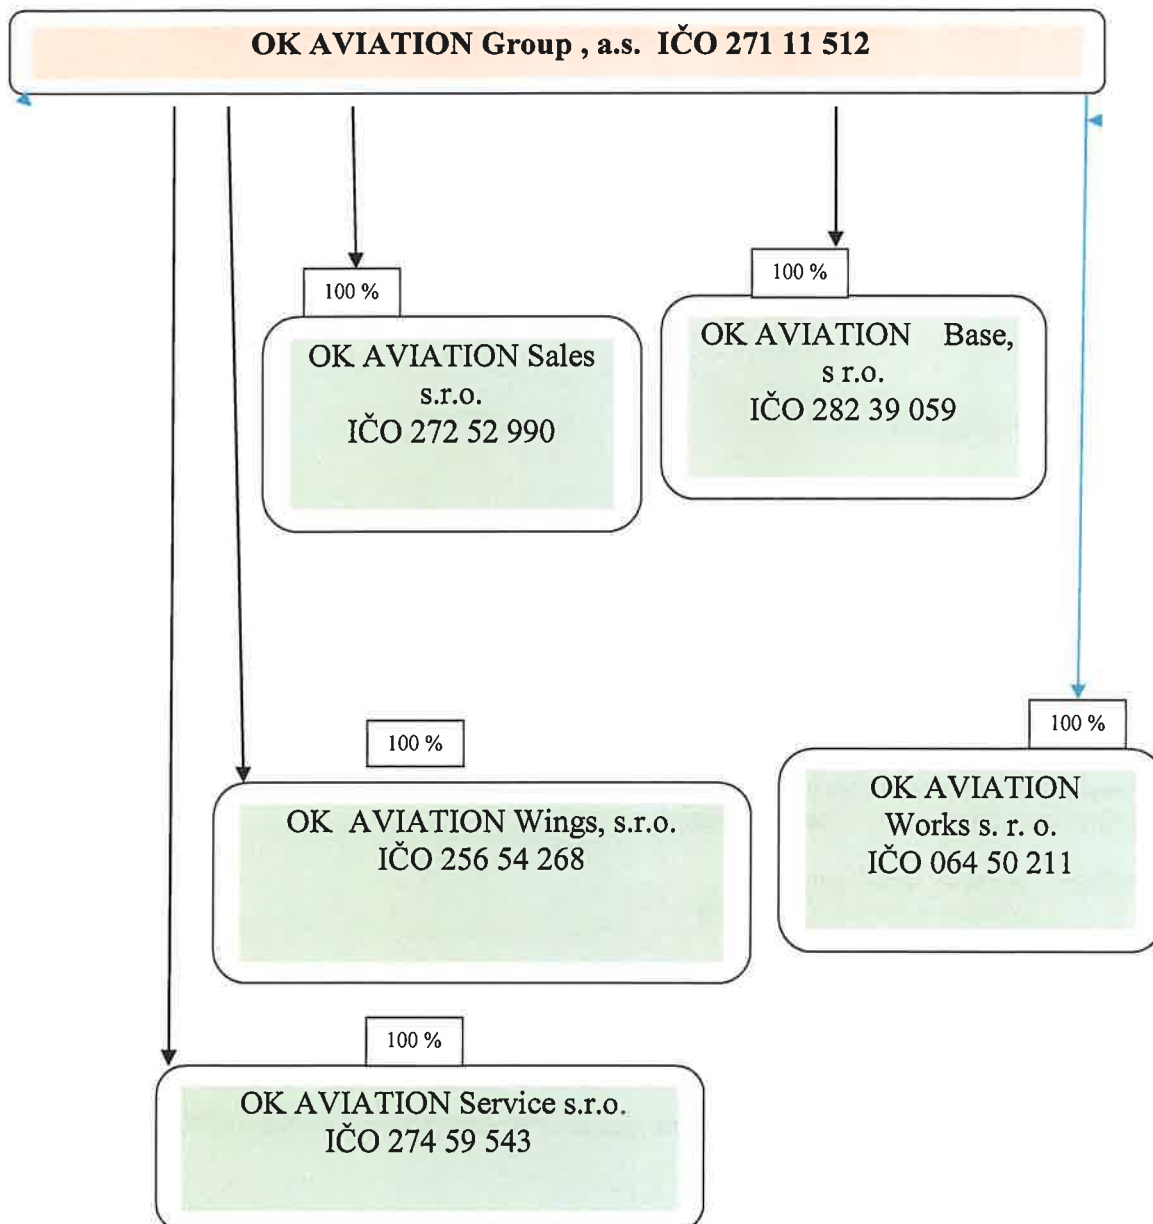 OK AVIATION Group , a.s. IČO 271 11 512
100 %
OK AVIATION Sales
s.r.o.
IČO 272 52 990
100 %
OK AVIATION Base,
s r.o.
IČO 282 39 059
100 %
OK AVIATION Wings, s.r.o.
IČO 256 54 268
100 %
OK AVIATION
Works s. r. o.
IČO 064 50 211
100 %
OK AVIATION Service s.r.o.
IČO 274 59 543